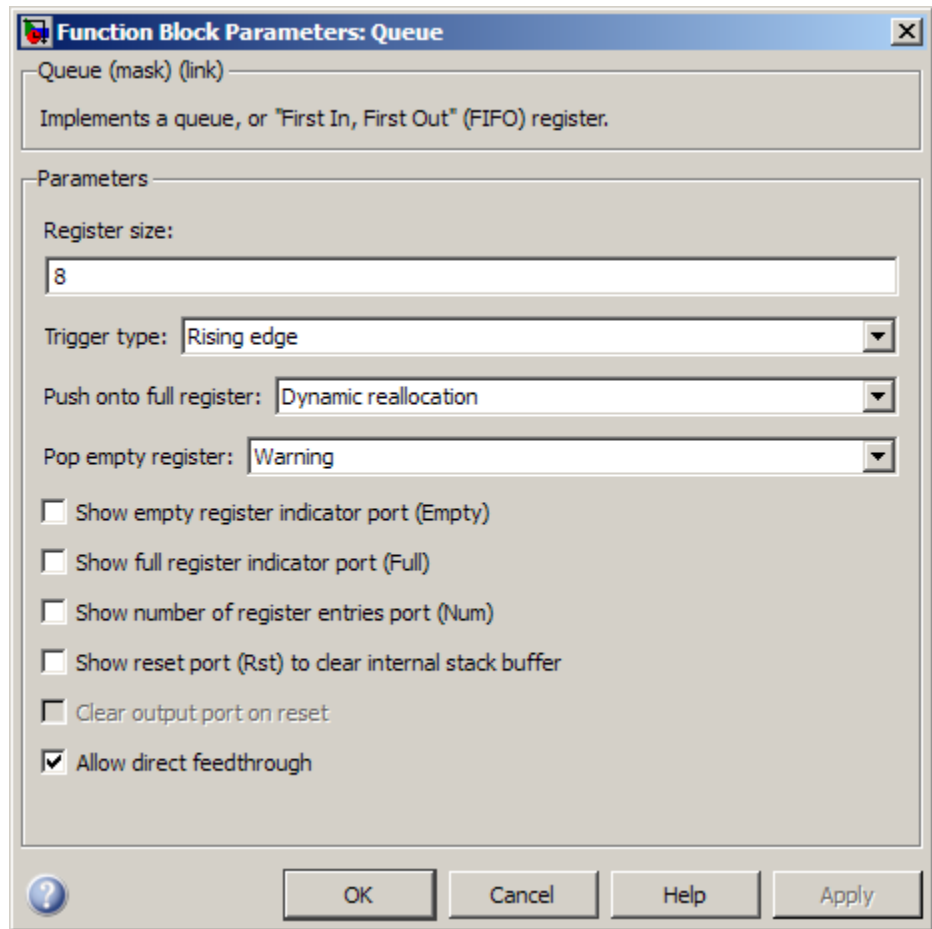 Function Block Parameters: Queue
Queue (mask) (link)
Implements a queue, or "First In, First Out" (FIFO) register.
Parameters
Register size:
8
Trigger type: Rising edge
Push onto full register: Dynamic reallocation
Pop empty register: Warning
Show empty register indicator port (Empty)
Show full register indicator port (Full)
Show number of register entries port (Num)
Show reset port (Rst) to clear internal stack buffer
Clear output port on reset
Allow direct feedthrough
? OK Cancel Help Apply